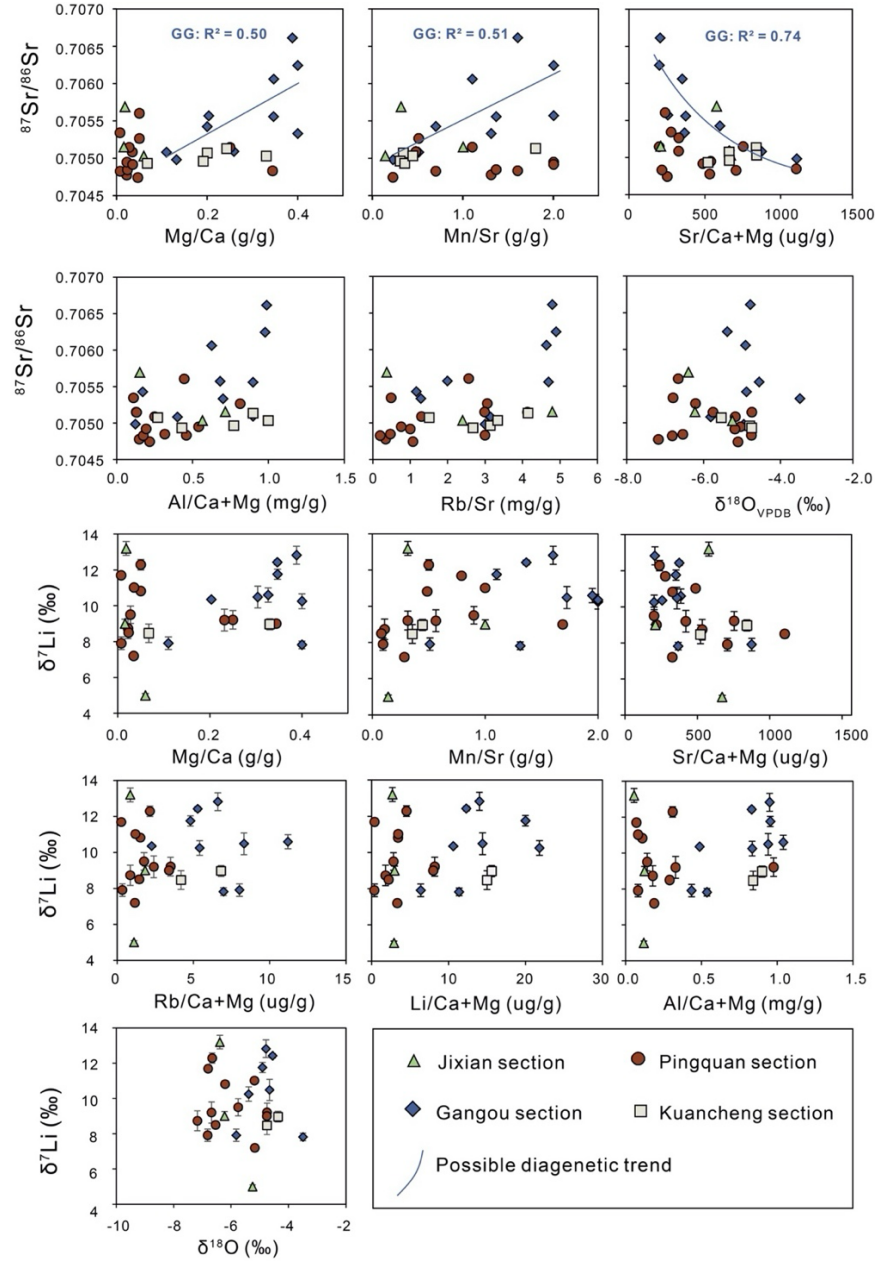 GG: R² = 0.50
GG: R² = 0.51
GG: R² = 0.74
⁸⁷Sr/⁸⁶Sr
0.7070
0.7065
0.7060
0.7055
0.7050
0.7045
0.0 0.2 0.4
0.0 1.0 2.0
0 500 1000 1500
Mg/Ca (g/g)
Mn/Sr (g/g)
Sr/Ca+Mg (ug/g)
⁸⁷Sr/⁸⁶Sr
0.7070
0.7065
0.7060
0.7055
0.7050
0.7045
0.0 0.5 1.0 1.5
0 1 2 3 4 5 6
-8.0 -6.0 -4.0 -2.0
Al/Ca+Mg (mg/g)
Rb/Sr (mg/g)
δ¹⁸OVPDB (‰)
δ⁷Li (‰)
14
12
10
8
6
4
0.0 0.2 0.4
0.0 1.0 2.0
0 500 1000 1500
Mg/Ca (g/g)
Mn/Sr (g/g)
Sr/Ca+Mg (ug/g)
δ⁷Li (‰)
14
12
10
8
6
4
0 5 10 15
0 10 20 30
0.0 0.5 1.0 1.5
Rb/Ca+Mg (ug/g)
Li/Ca+Mg (ug/g)
Al/Ca+Mg (mg/g)
δ⁷Li (‰)
14
12
10
8
6
4
-10 -8 -6 -4 -2
δ¹⁸O (‰)
Jixian section
Pingquan section
Gangou section
Kuancheng section
Possible diagenetic trend